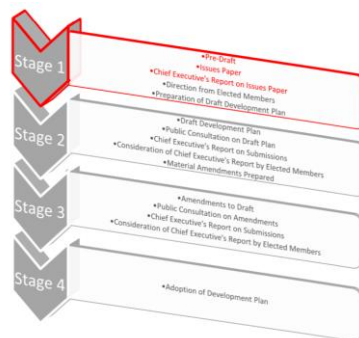 Stage 1
•Pre-Draft
•Issues Paper
•Chief Executive's Report on Issues Paper
•Direction from Elected Members
•Preparation of Draft Development Plan
Stage 2
•Draft Development Plan
•Public Consultation on Draft Plan
•Chief Executive's Report on Submissions
•Consideration of Chief Executive's Report by Elected Members
•Material Amendments Prepared
Stage 3
•Amendments to Draft
•Public Consultation on Amendments
•Chief Executive's Report on Submissions
•Consideration of Chief Executive's Report by Elected Members
Stage 4
•Adoption of Development Plan